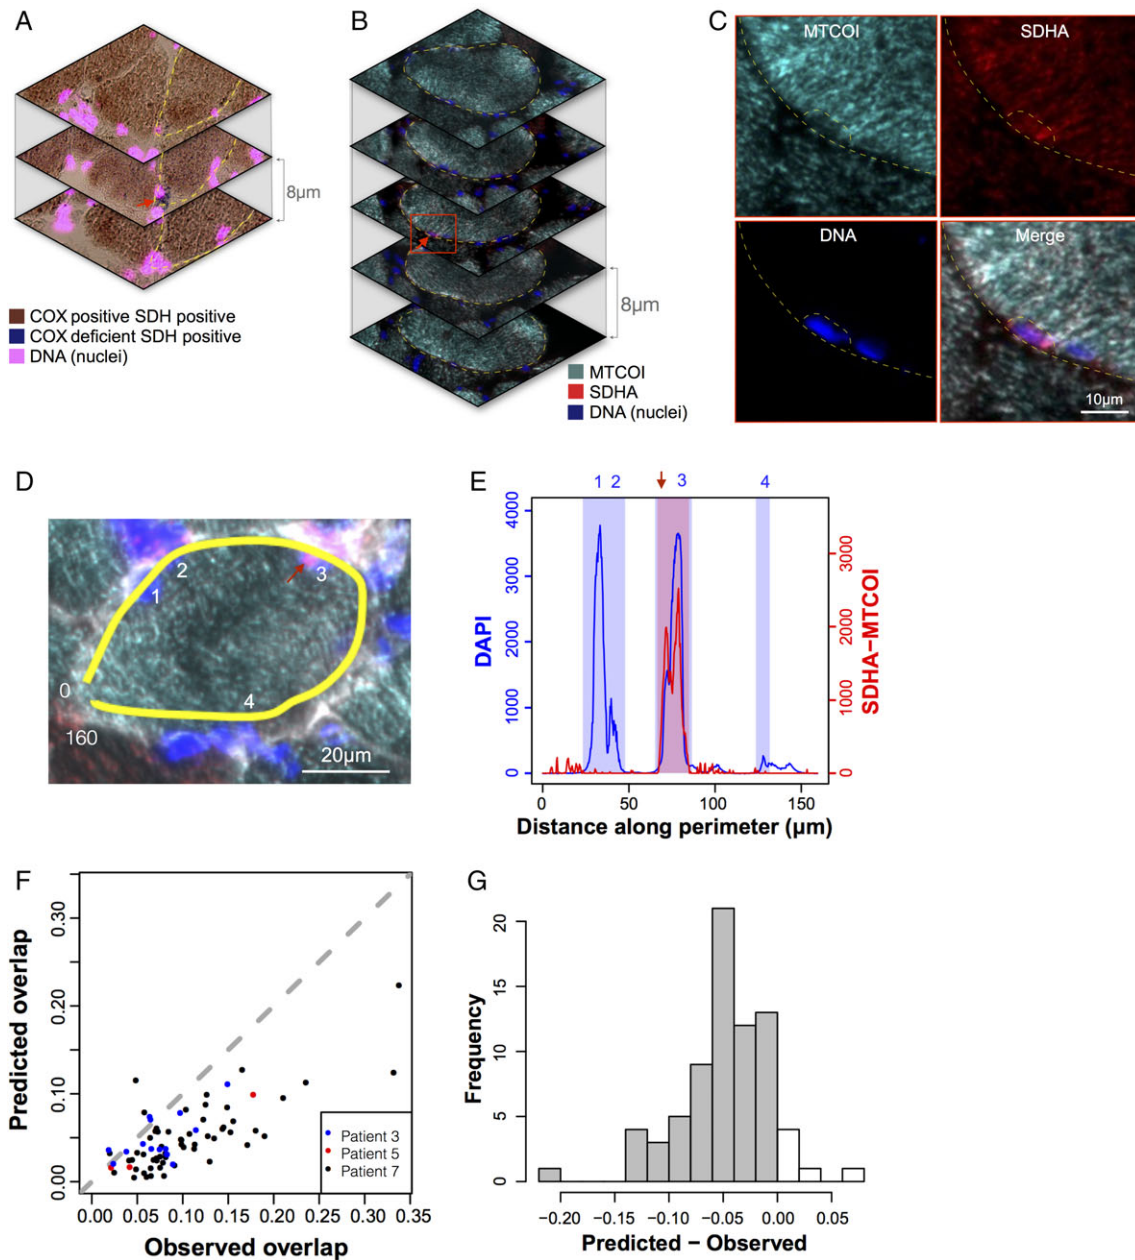 A
8µm
COX positive SDH positive
COX deficient SDH positive
DNA (nuclei)
B
8µm
MTCOI
SDHA
DNA (nuclei)
C
MTCOI
SDHA
DNA
Merge
10µm
D
1
2
3
4
0
160
20µm
E
1 2 3 4
DAPI
0 1000 2000 3000 4000
SDHA−MTCOI
0 1000 2000 3000
0 50 100 150
Distance along perimeter (µm)
F
Predicted overlap
0.00 0.10 0.20 0.30
Patient 3
Patient 5
Patient 7
0.00 0.05 0.10 0.15 0.20 0.25 0.30 0.35
Observed overlap
G
Frequency
0 5 10 15 20
−0.20 −0.15 −0.10 −0.05 0.00 0.05
Predicted − Observed